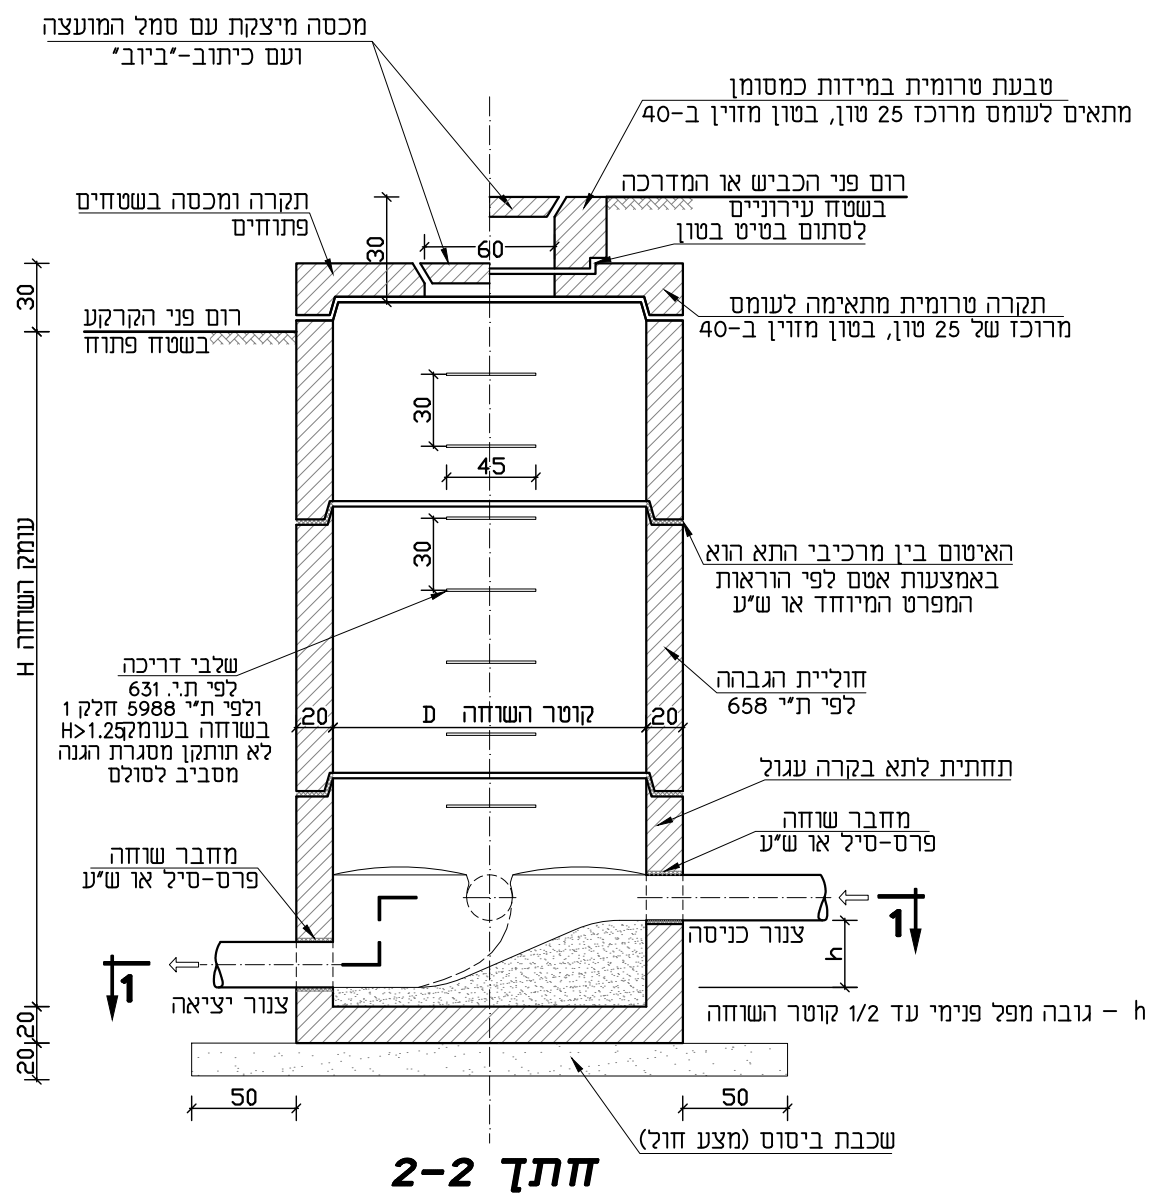 מכסה מיצקת עם סמל המועצה
ועם כיתוב-"ביוב"
טבעת טרומית במידות כמסומן
מתאים לעומס מרוכז 25 טון, בטון מזוין ב-40
רום פני הכביש או המדרכה
בשטח עירוניים
לסתום בטיט בטון
תקרה ומכסה בשטחים
פתוחים
30
60
30
תקרה טרומית מתאימה לעומס
מרוכז של 25 טון, בטון מזוין ב-40
רום פני הקרקע
בשטח פתוח
30
45
30
עומק השוחה H
האיטום בין מרכיבי התא הוא
באמצעות אטם לפי הוראות
המפרט המיוחד או ש"ע
שלבי דריכה
לפי ת.י. 631
ולפי ת"י 5988 חלק 1
בשוחה בעומק H>1.25
לא תותקן מסגרת הגנה
מסביב לסולם
חוליית הגבהה
לפי ת"י 658
20
קוטר השוחה D
20
תחתית לתא בקרה עגול
מחבר שוחה
פרס-סיל או ש"ע
מחבר שוחה
פרס-סיל או ש"ע
1
צנור כניסה
h
1
צנור יציאה
h - גובה מפל פנימי עד 1/2 קוטר השוחה
20
20
50
50
שכבת ביסוס (מצע חול)
חתך 2-2